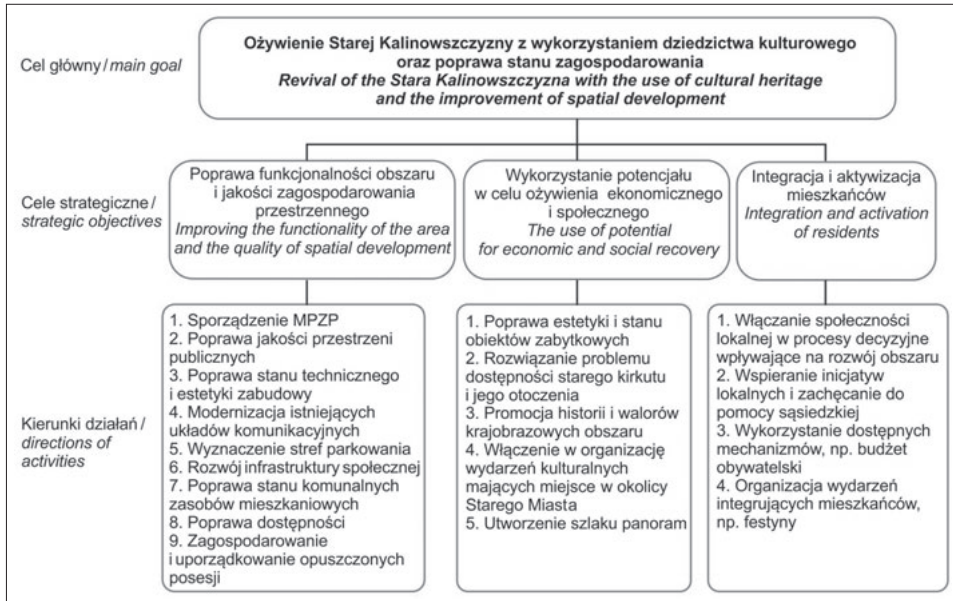 Cel główny / main goal
Ożywienie Starej Kalinowszczyzny z wykorzystaniem dziedzictwa kulturowego
oraz poprawa stanu zagospodarowania
Revival of the Stara Kalinowszczyzna with the use of cultural heritage
and the improvement of spatial development
Cele strategiczne /
strategic objectives
Poprawa funkcjonalności obszaru
i jakości zagospodarowania
przestrzennego
Improving the functionality of the area
and the quality of spatial development
Wykorzystanie potencjału
w celu ożywienia ekonomicznego
i społecznego
The use of potential
for economic and social recovery
Integracja i aktywizacja
mieszkańców
Integration and activation
of residents
Kierunki działań /
directions of
activities
1. Sporządzenie MPZP
2. Poprawa jakości przestrzeni
publicznych
3. Poprawa stanu technicznego
i estetyki zabudowy
4. Modernizacja istniejących
układów komunikacyjnych
5. Wyznaczenie stref parkowania
6. Rozwój infrastruktury społecznej
7. Poprawa stanu komunalnych
zasobów mieszkaniowych
8. Poprawa dostępności
9. Zagospodarowanie
i uporządkowanie opuszczonych
posesji
1. Poprawa estetyki i stanu
obiektów zabytkowych
2. Rozwiązanie problemu
dostępności starego kirkutu
i jego otoczenia
3. Promocja historii i walorów
krajobrazowych obszaru
4. Włączenie w organizację
wydarzeń kulturalnych
mających miejsce w okolicy
Starego Miasta
5. Utworzenie szlaku panoram
1. Włączanie społeczności
lokalnej w procesy decyzyjne
wpływające na rozwój obszaru
2. Wspieranie inicjatyw
lokalnych i zachęcanie do
pomocy sąsiedzkiej
3. Wykorzystanie dostępnych
mechanizmów, np. budżet
obywatelski
4. Organizacja wydarzeń
integrujących mieszkańców,
np. festyny